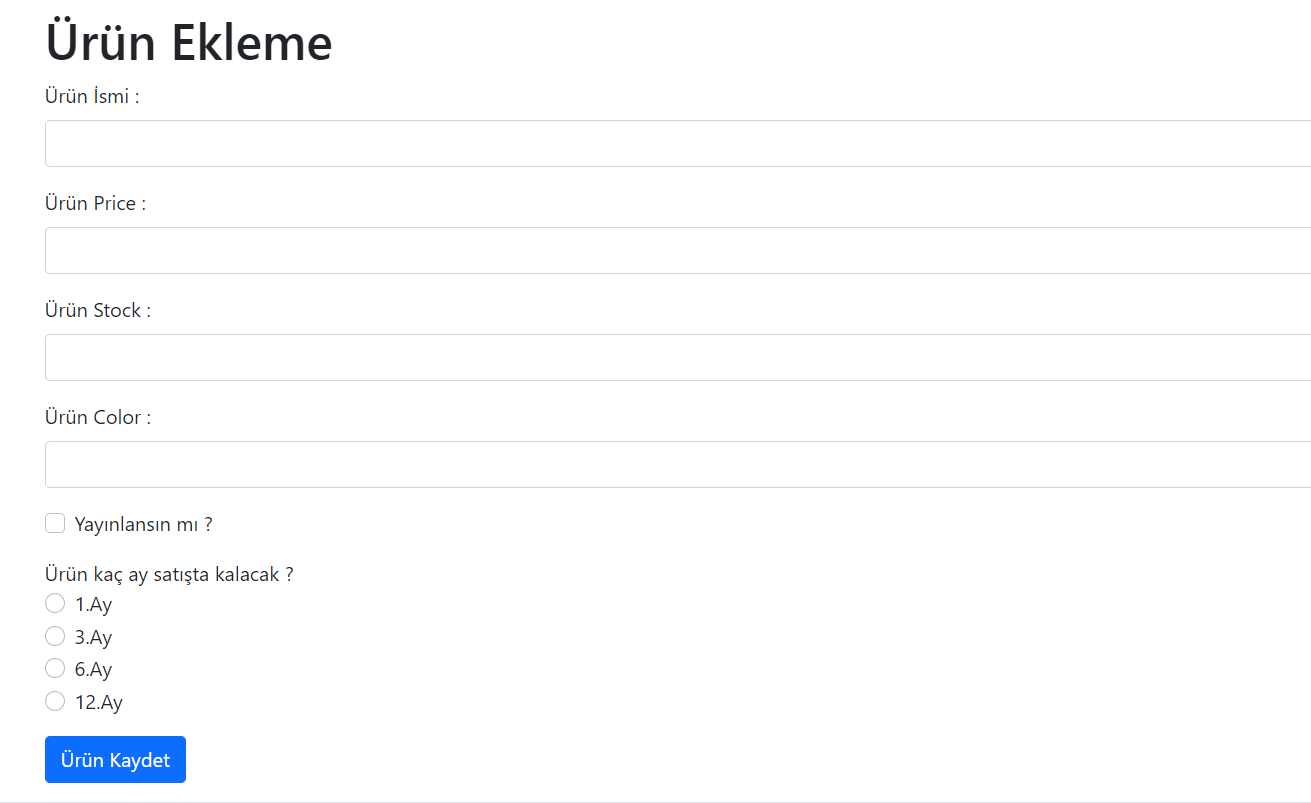 Ürün Ekleme
Ürün İsmi :
Ürün Price :
Ürün Stock :
Ürün Color :
Yayınlansın mı ?
Ürün kaç ay satışta kalacak ?
1.Ay
3.Ay
6.Ay
12.Ay
Ürün Kaydet